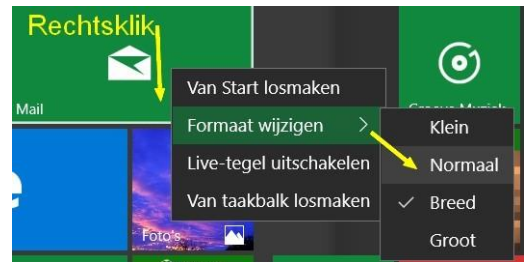 Rechtsklik
Mail
Van Start losmaken
Formaat wijzigen
Live-tegel uitschakelen
Van taakbalk losmaken
Foto's
Groove Muziek
Klein
Normaal
Breed
Groot